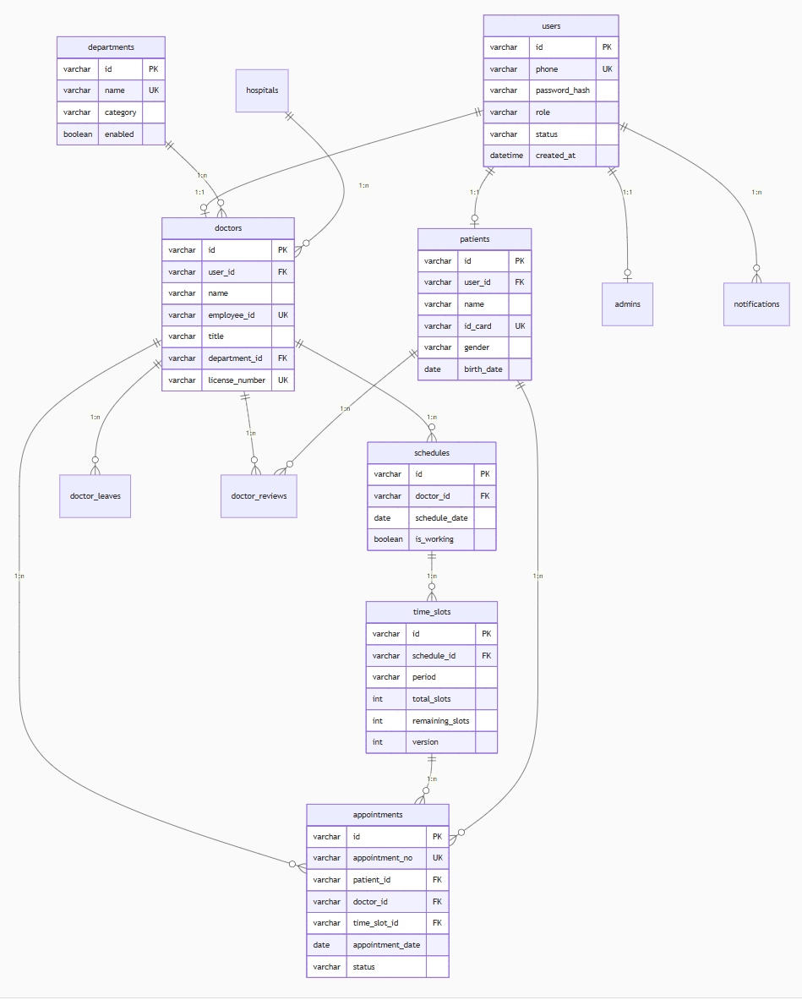 users
varchar id PK
varchar phone UK
varchar password_hash
varchar role
varchar status
datetime created_at
departments
varchar id PK
varchar name UK
varchar category
boolean enabled
hospitals
1:n
1:1
1:n
1:1
1:1
1:n
doctors
varchar id PK
varchar user_id FK
varchar name
varchar employee_id UK
varchar title
varchar department_id FK
varchar license_number UK
patients
varchar id PK
varchar user_id FK
varchar name
varchar id_card UK
varchar gender
date birth_date
admins
notifications
1:n
1:n
1:n
1:n
doctor_leaves
doctor_reviews
schedules
varchar id PK
varchar doctor_id FK
date schedule_date
boolean is_working
1:n
1:n
1:n
time_slots
varchar id PK
varchar schedule_id FK
varchar period
int total_slots
int remaining_slots
int version
1:n
appointments
varchar id PK
varchar appointment_no UK
varchar patient_id FK
varchar doctor_id FK
varchar time_slot_id FK
date appointment_date
varchar status